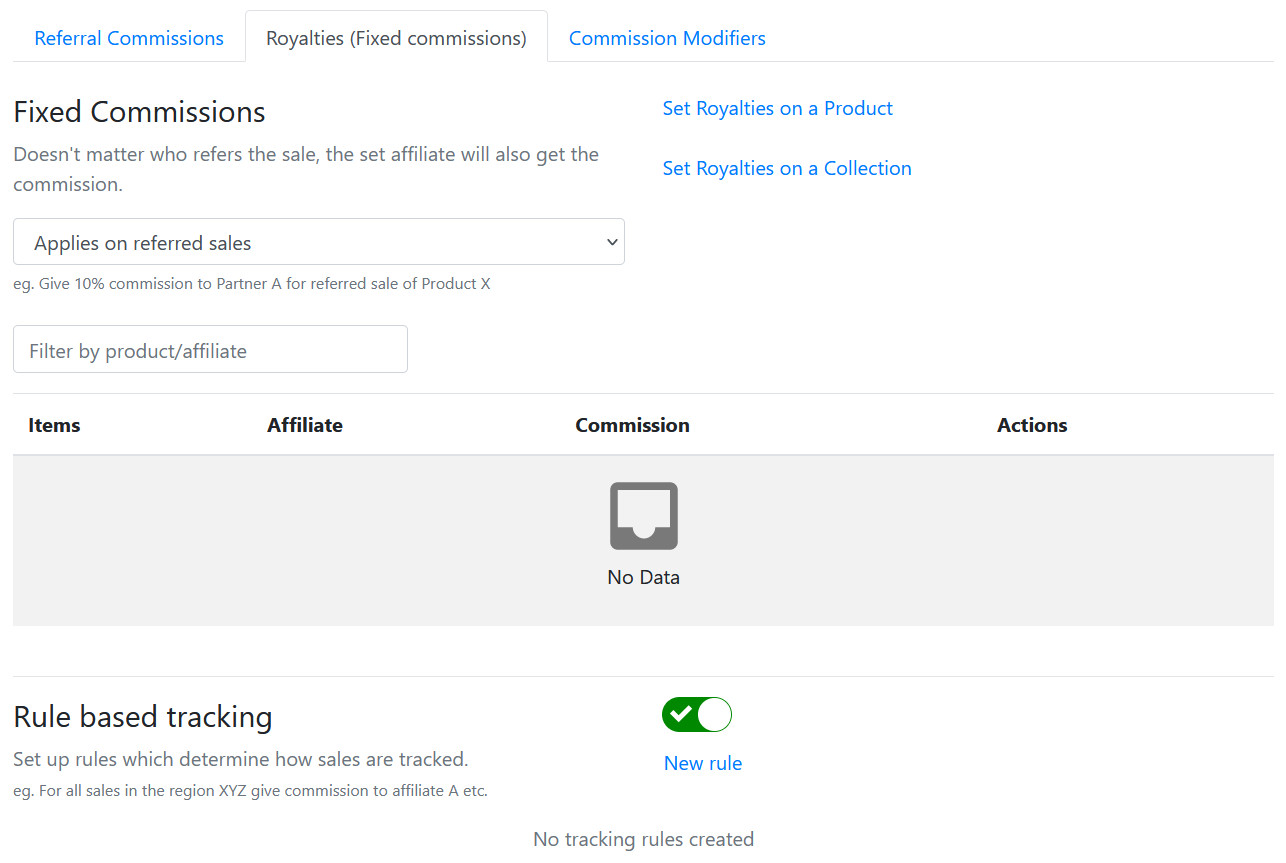 Referral Commissions
Royalties (Fixed commissions)
Commission Modifiers
Fixed Commissions
Doesn't matter who refers the sale, the set affiliate will also get the
commission.
Set Royalties on a Product
Set Royalties on a Collection
Applies on referred sales
eg. Give 10% commission to Partner A for referred sale of Product X
Filter by product/affiliate
Items Affiliate Commission Actions
No Data
Rule based tracking
Set up rules which determine how sales are tracked.
eg. For all sales in the region XYZ give commission to affiliate A etc.
New rule
No tracking rules created